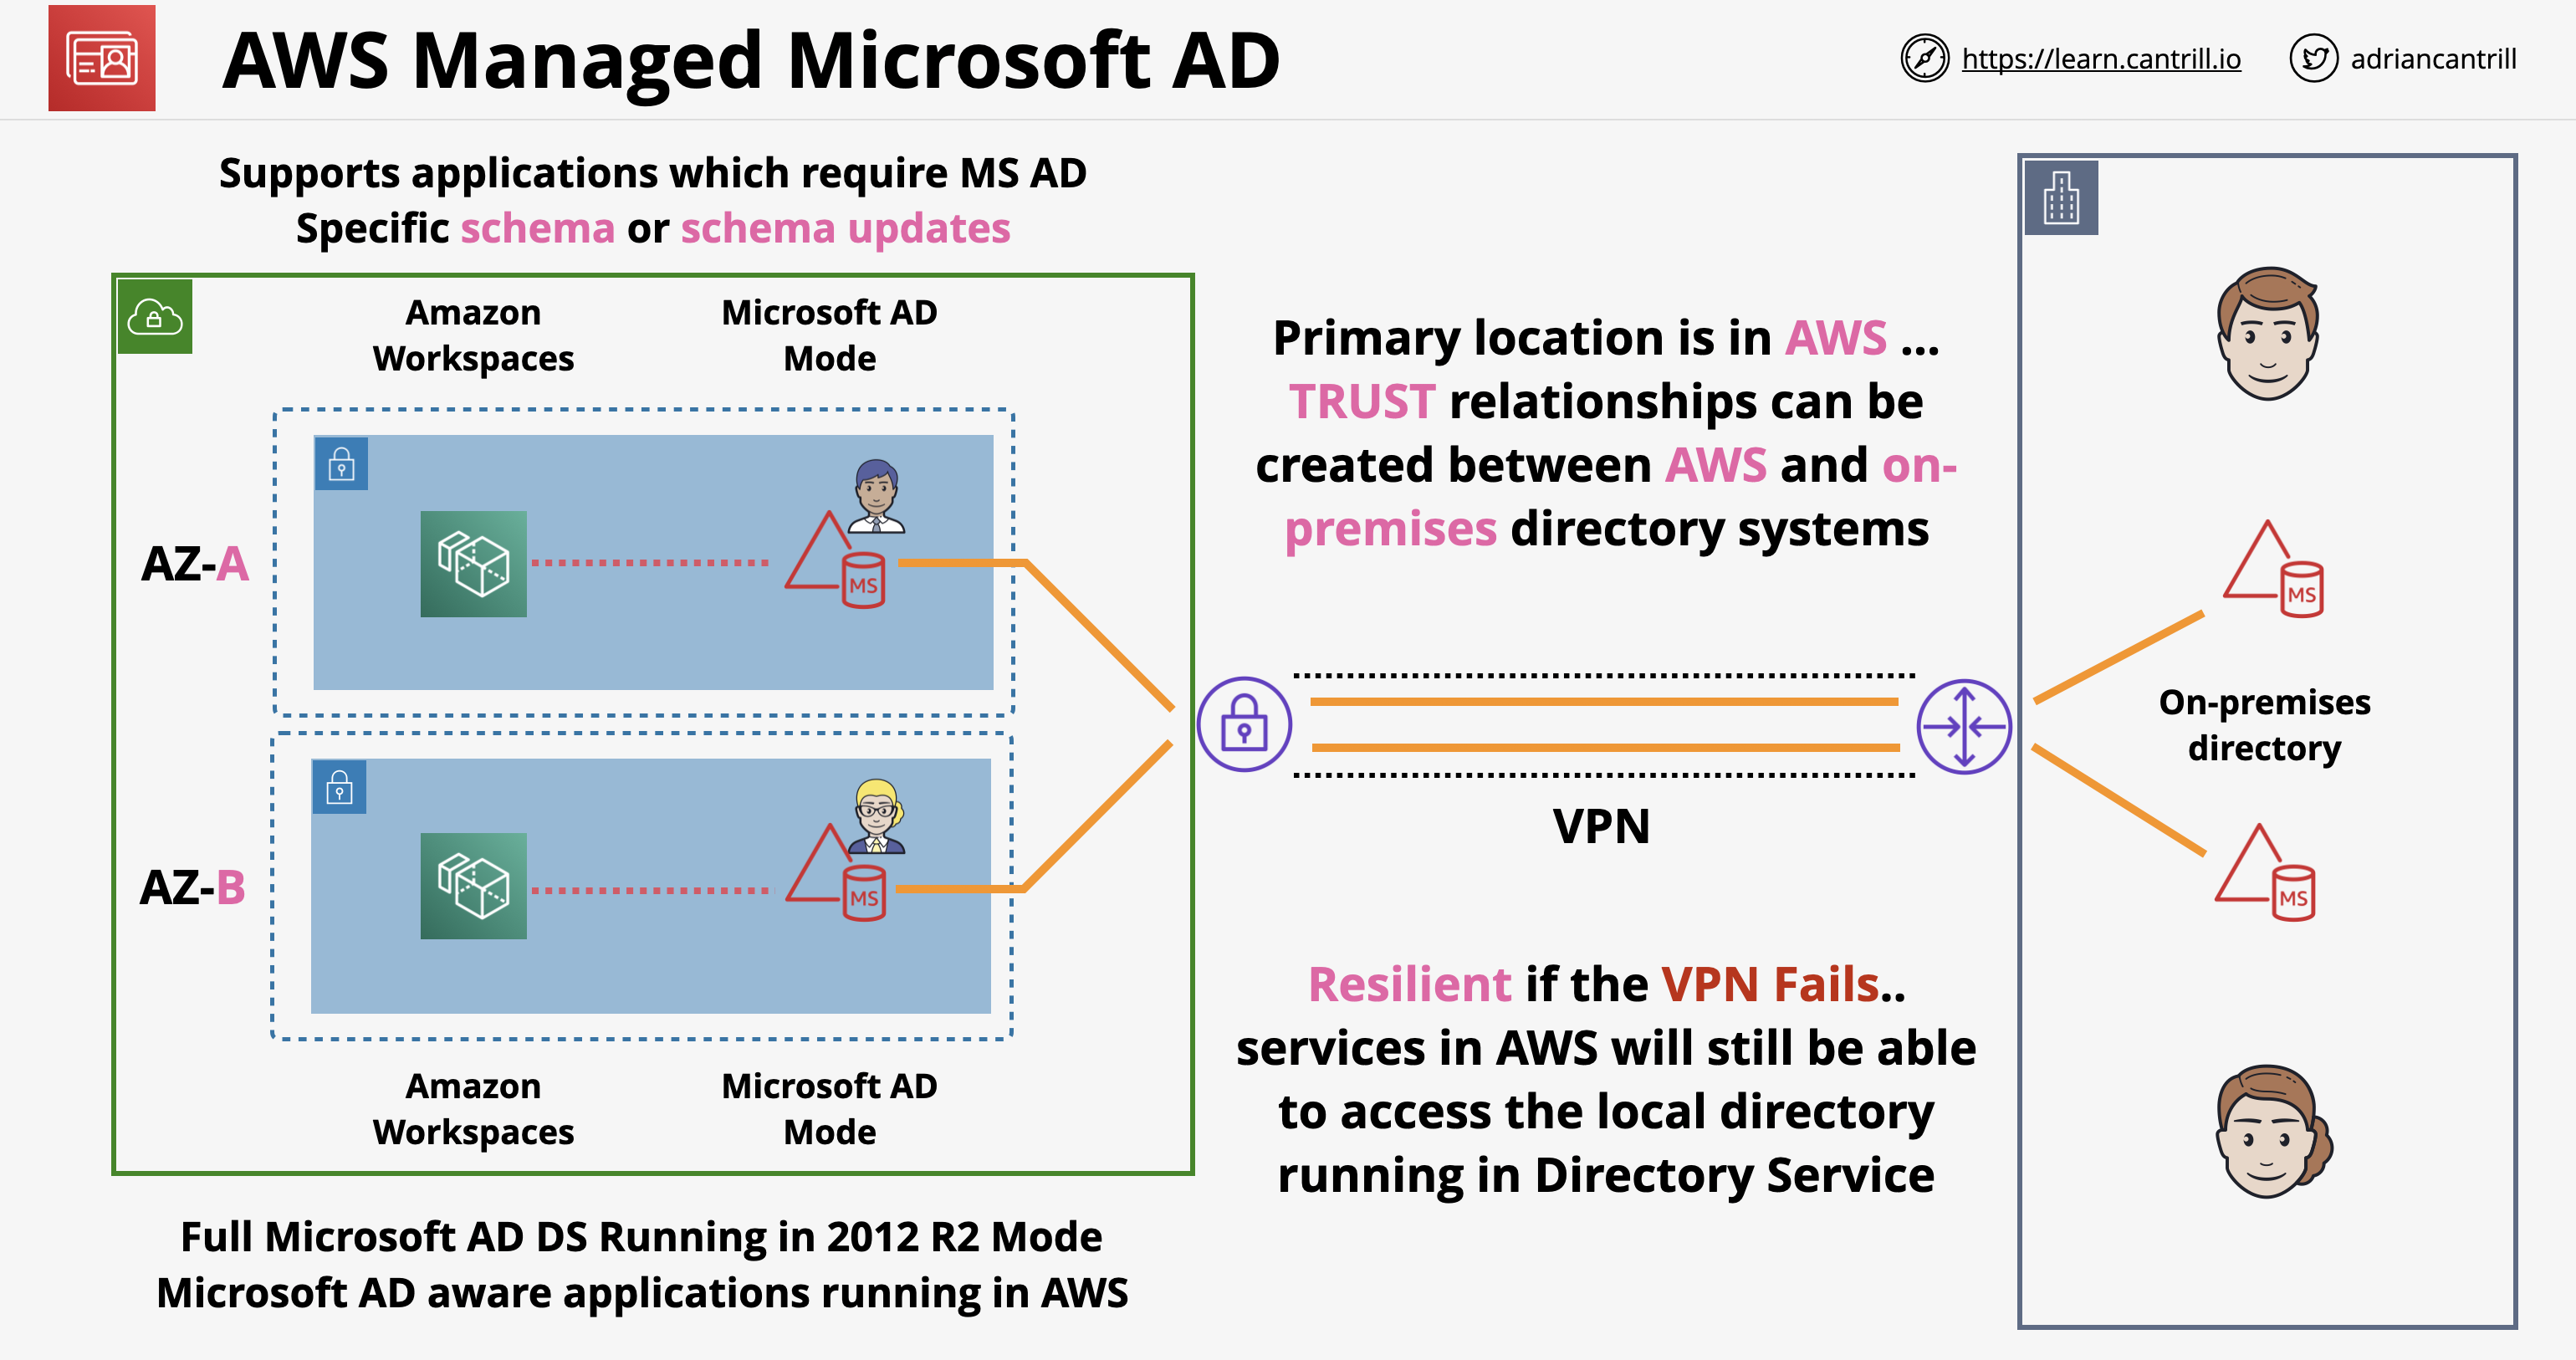 AWS Managed Microsoft AD
https://learn.cantrill.io
adriancantrill
Supports applications which require MS AD
Specific schema or schema updates
Amazon
Workspaces
Microsoft AD
Mode
AZ-A
MS
AZ-B
MS
Amazon
Workspaces
Microsoft AD
Mode
Full Microsoft AD DS Running in 2012 R2 Mode
Microsoft AD aware applications running in AWS
Primary location is in AWS ...
TRUST relationships can be
created between AWS and on-
premises directory systems
VPN
Resilient if the VPN Fails..
services in AWS will still be able
to access the local directory
running in Directory Service
MS
On-premises
directory
MS